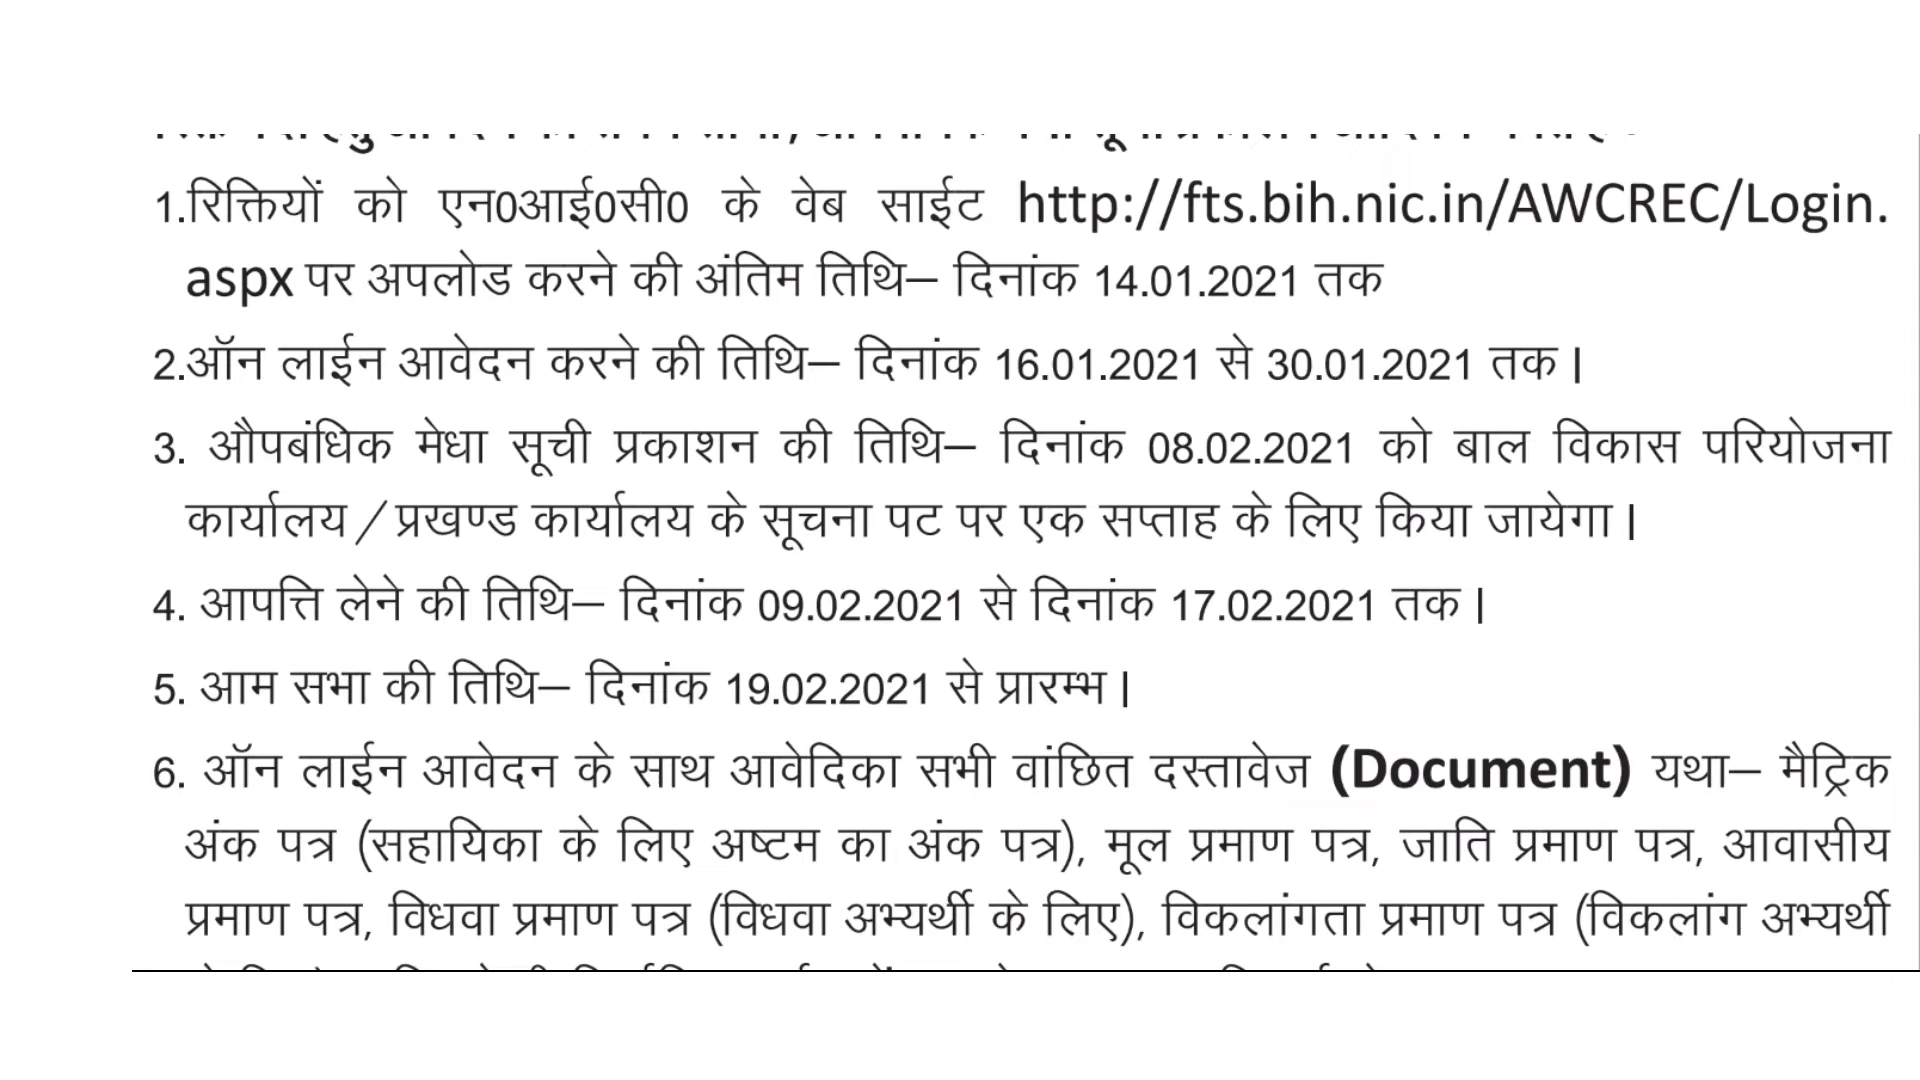 1.रिक्तियों को एन0आई0सी0 के वेब साईट http://fts.bih.nic.in/AWCREC/Login.
aspx पर अपलोड करने की अंतिम तिथि– दिनांक 14.01.2021 तक
2.ऑन लाईन आवेदन करने की तिथि– दिनांक 16.01.2021 से 30.01.2021 तक।
3. औपबंधिक मेधा सूची प्रकाशन की तिथि– दिनांक 08.02.2021 को बाल विकास परियोजना
कार्यालय / प्रखण्ड कार्यालय के सूचना पट पर एक सप्ताह के लिए किया जायेगा।
4. आपत्ति लेने की तिथि– दिनांक 09.02.2021 से दिनांक 17.02.2021 तक।
5. आम सभा की तिथि– दिनांक 19.02.2021 से प्रारम्भ।
6. ऑन लाईन आवेदन के साथ आवेदिका सभी वांछित दस्तावेज (Document) यथा– मैट्रिक
अंक पत्र (सहायिका के लिए अष्टम का अंक पत्र), मूल प्रमाण पत्र, जाति प्रमाण पत्र, आवासीय
प्रमाण पत्र, विधवा प्रमाण पत्र (विधवा अभ्यर्थी के लिए), विकलांगता प्रमाण पत्र (विकलांग अभ्यर्थी